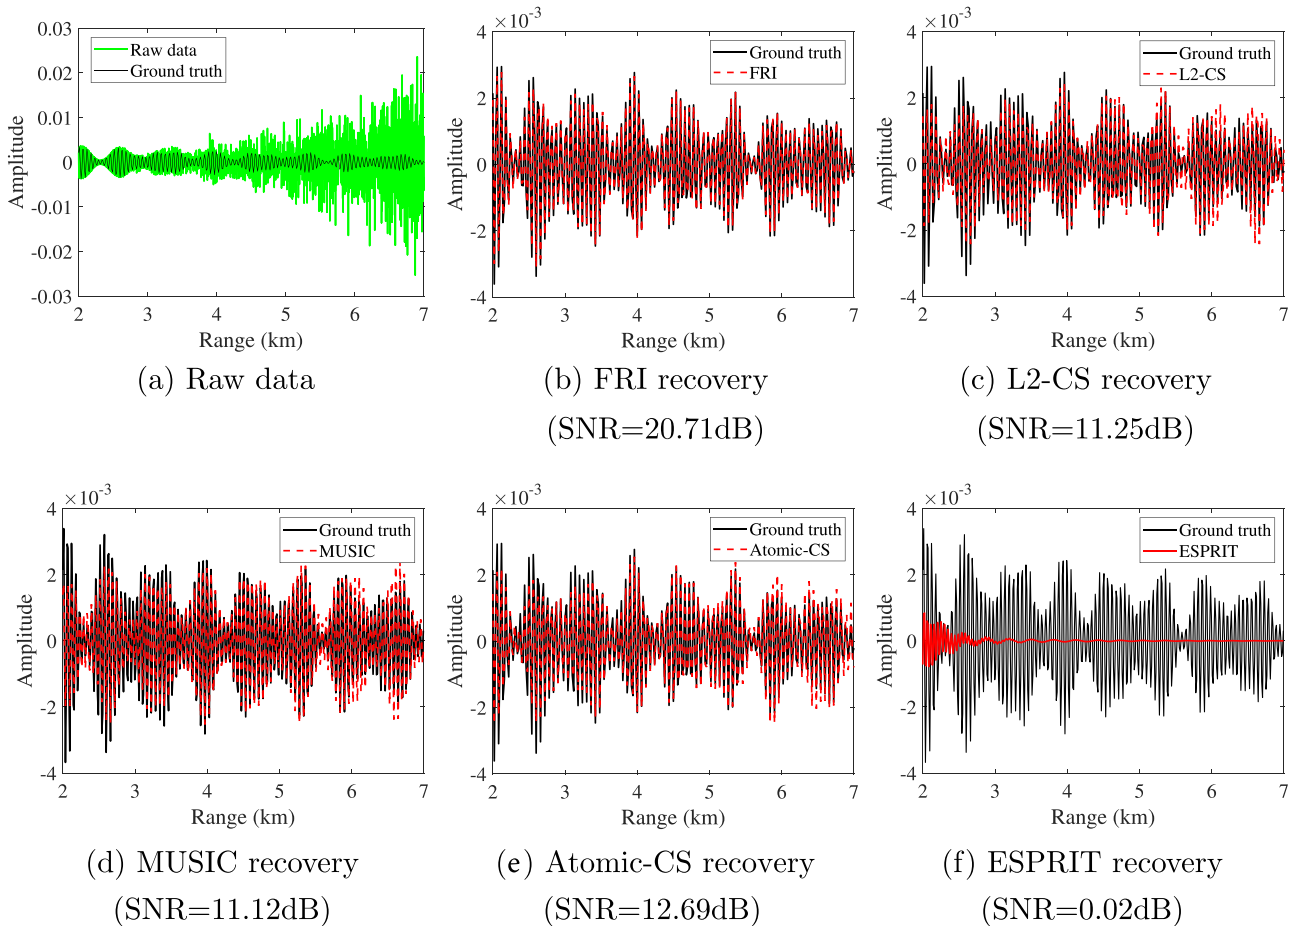 0.03
0.02
0.01
0
-0.01
-0.02
-0.03
Amplitude
Raw data
Ground truth
2 3 4 5 6 7
Range (km)
(a) Raw data
×10-3
4
2
0
-2
-4
Amplitude
Ground truth
FRI
2 3 4 5 6 7
Range (km)
(b) FRI recovery
(SNR=20.71dB)
×10-3
4
2
0
-2
-4
Amplitude
Ground truth
L2-CS
2 3 4 5 6 7
Range (km)
(c) L2-CS recovery
(SNR=11.25dB)
×10-3
4
2
0
-2
-4
Amplitude
Ground truth
MUSIC
2 3 4 5 6 7
Range (km)
(d) MUSIC recovery
(SNR=11.12dB)
×10-3
4
2
0
-2
-4
Amplitude
Ground truth
Atomic-CS
2 3 4 5 6 7
Range (km)
(e) Atomic-CS recovery
(SNR=12.69dB)
×10-3
4
2
0
-2
-4
Amplitude
Ground truth
ESPRIT
2 3 4 5 6 7
Range (km)
(f) ESPRIT recovery
(SNR=0.02dB)